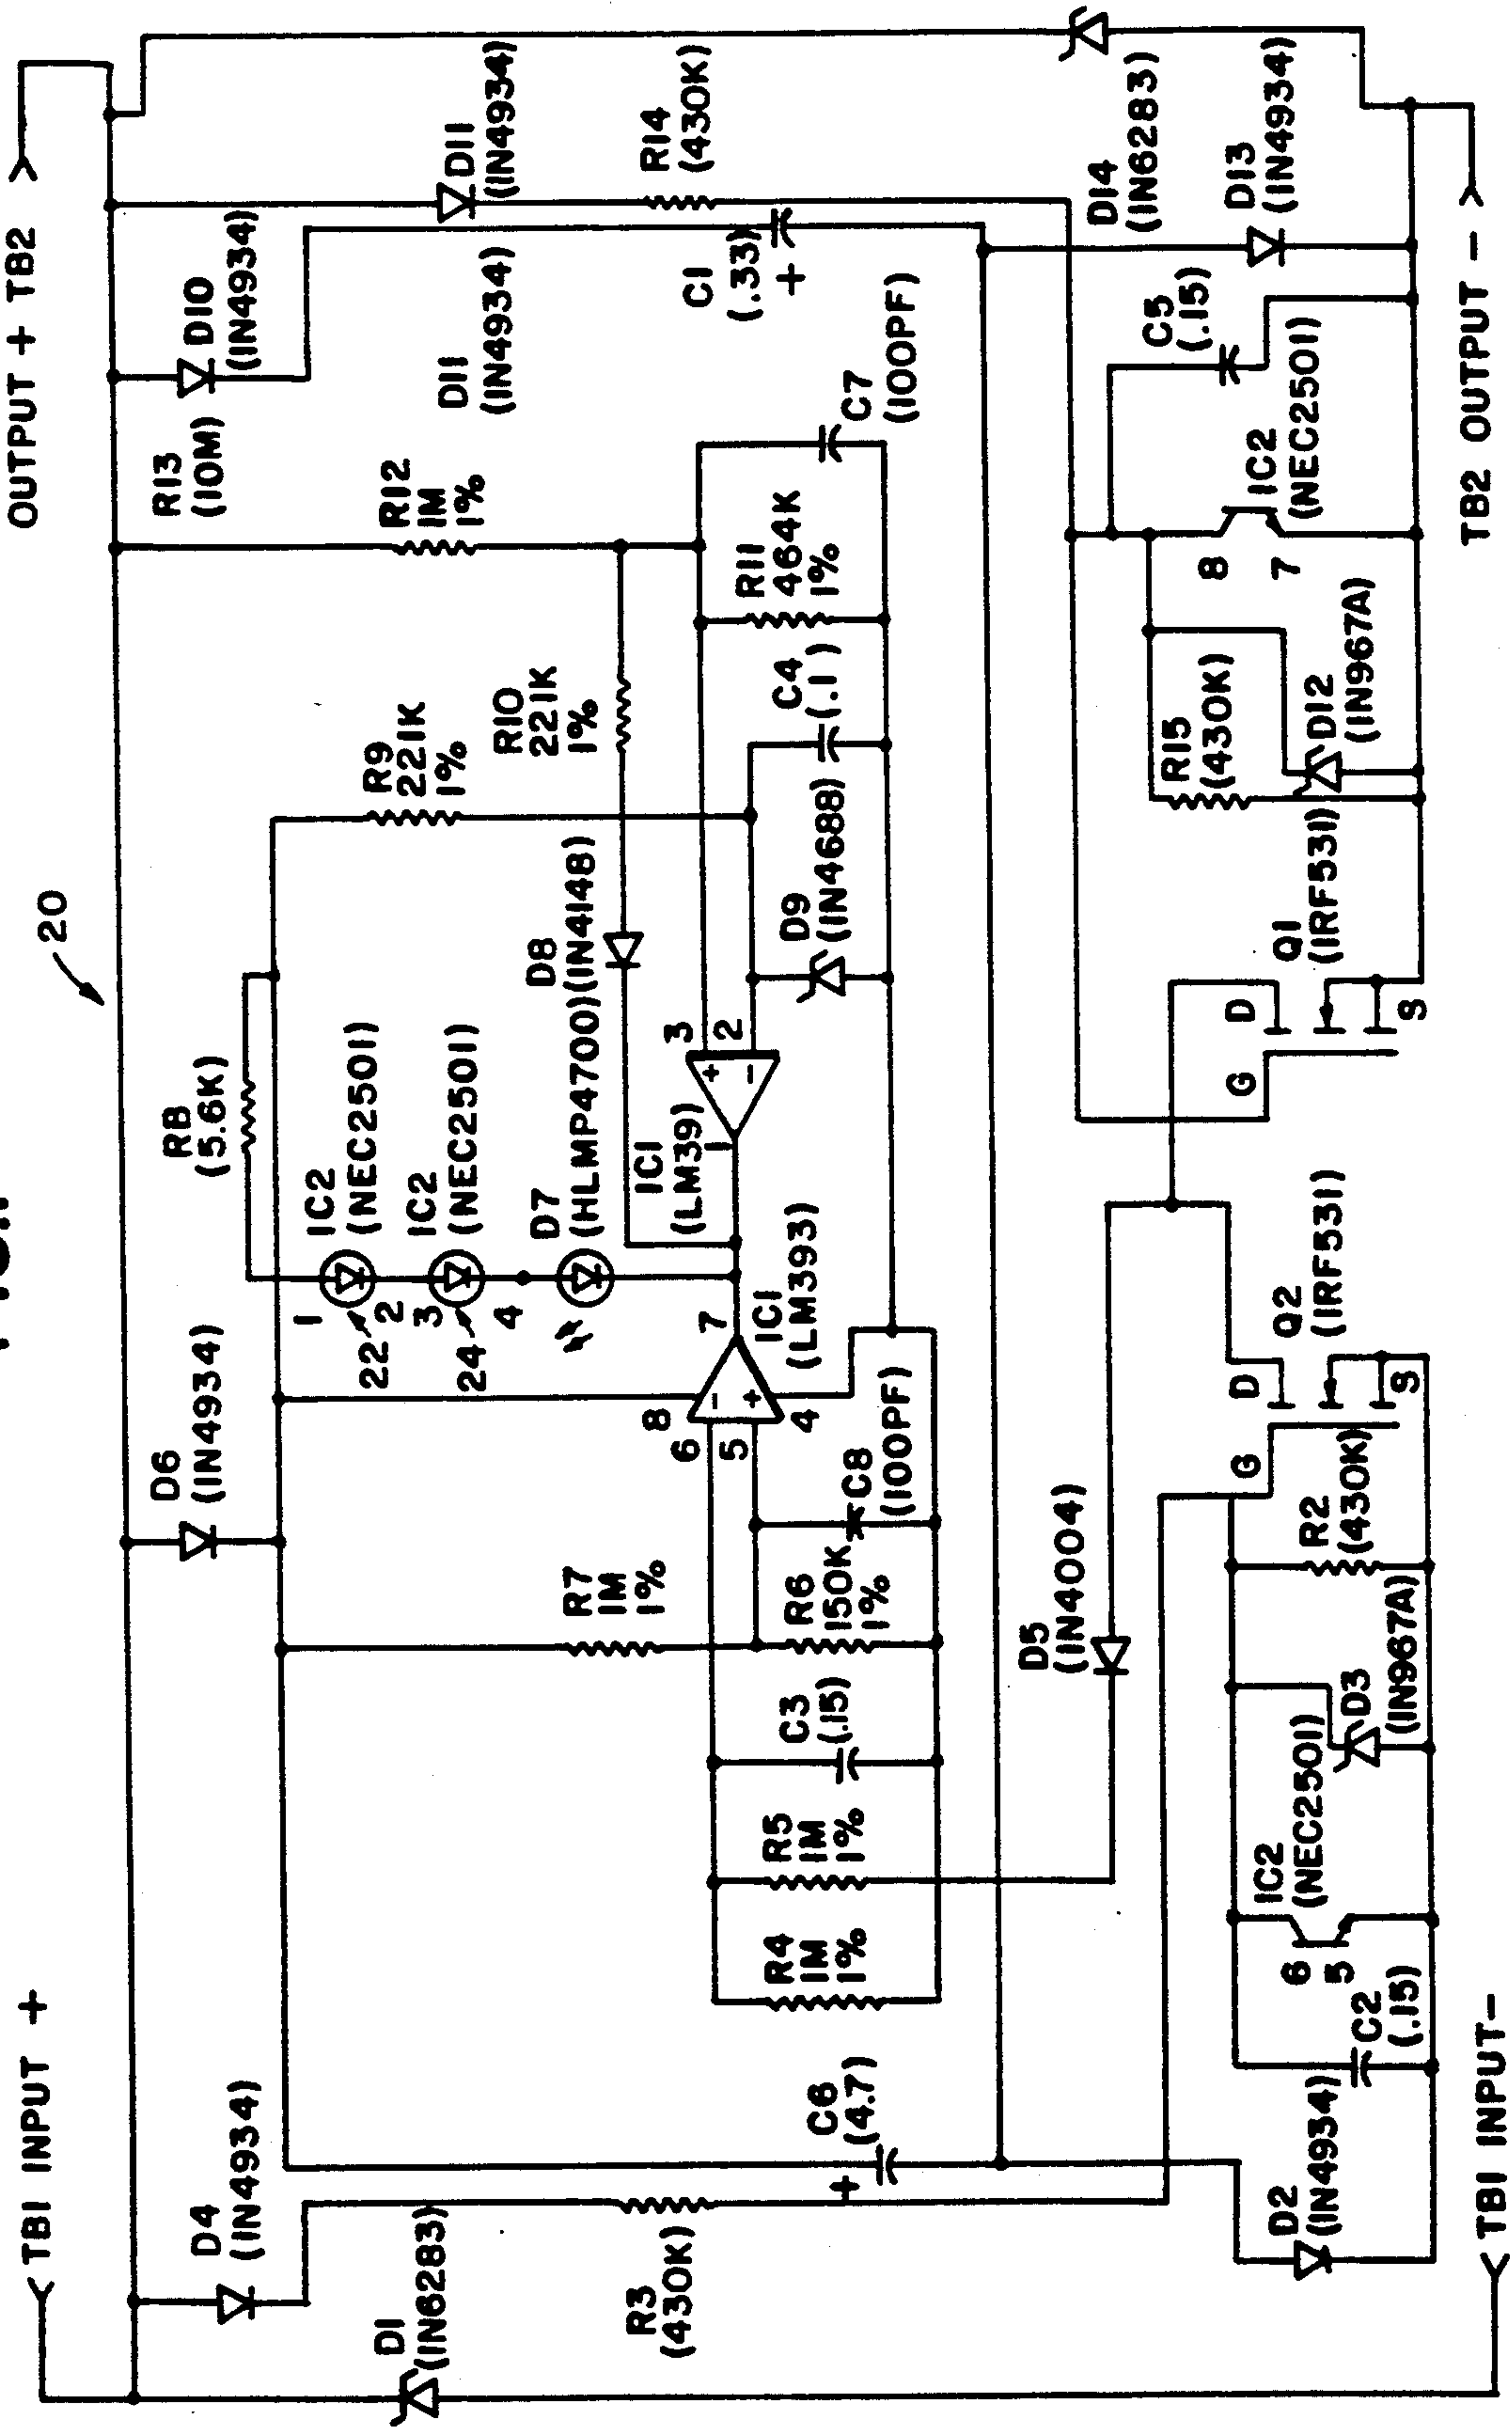 < TB1 INPUT +
OUTPUT + TB2 >
20
D4
(IN4934)
D1
(IN6283)
R3
(430K)
C6
(4.7)
+
D6
(IN4934)
R8
(5.6K)
IC2
(NEC2501)
IC2
(NEC2501)
D7
(HLMP4700)
1
2
3
4
22
24
R7
1M
1%
R4
1M
1%
R5
1M
1%
C3
(.15)
R6
150K
1%
C8
(100PF)
8
6
5
4
7
-
+
IC1
(LM393)
IC1
(LM39)
1
3
2
+
-
D8
(IN4148)
R9
221K
1%
R10
221K
1%
D9
(IN4688)
C4
(.1)
R11
464K
1%
C7
(100PF)
R12
1M
1%
R13
(10M)
D10
(IN4934)
D11
(IN4934)
D11
(IN4934)
C1
(.33)
+
R14
(430K)
D14
(IN6283)
D13
(IN4934)
D5
(IN4004)
D2
(IN4934)
C2
(.15)
6
5
IC2
(NEC2501)
D3
(IN967A)
R2
(430K)
G
D
S
Q2
(IRF531)
G
D
S
Q1
(IRF531)
R15
(430K)
D12
(IN967A)
8
7
IC2
(NEC2501)
C5
(.15)
< TB1 INPUT-
TB2 OUTPUT - >